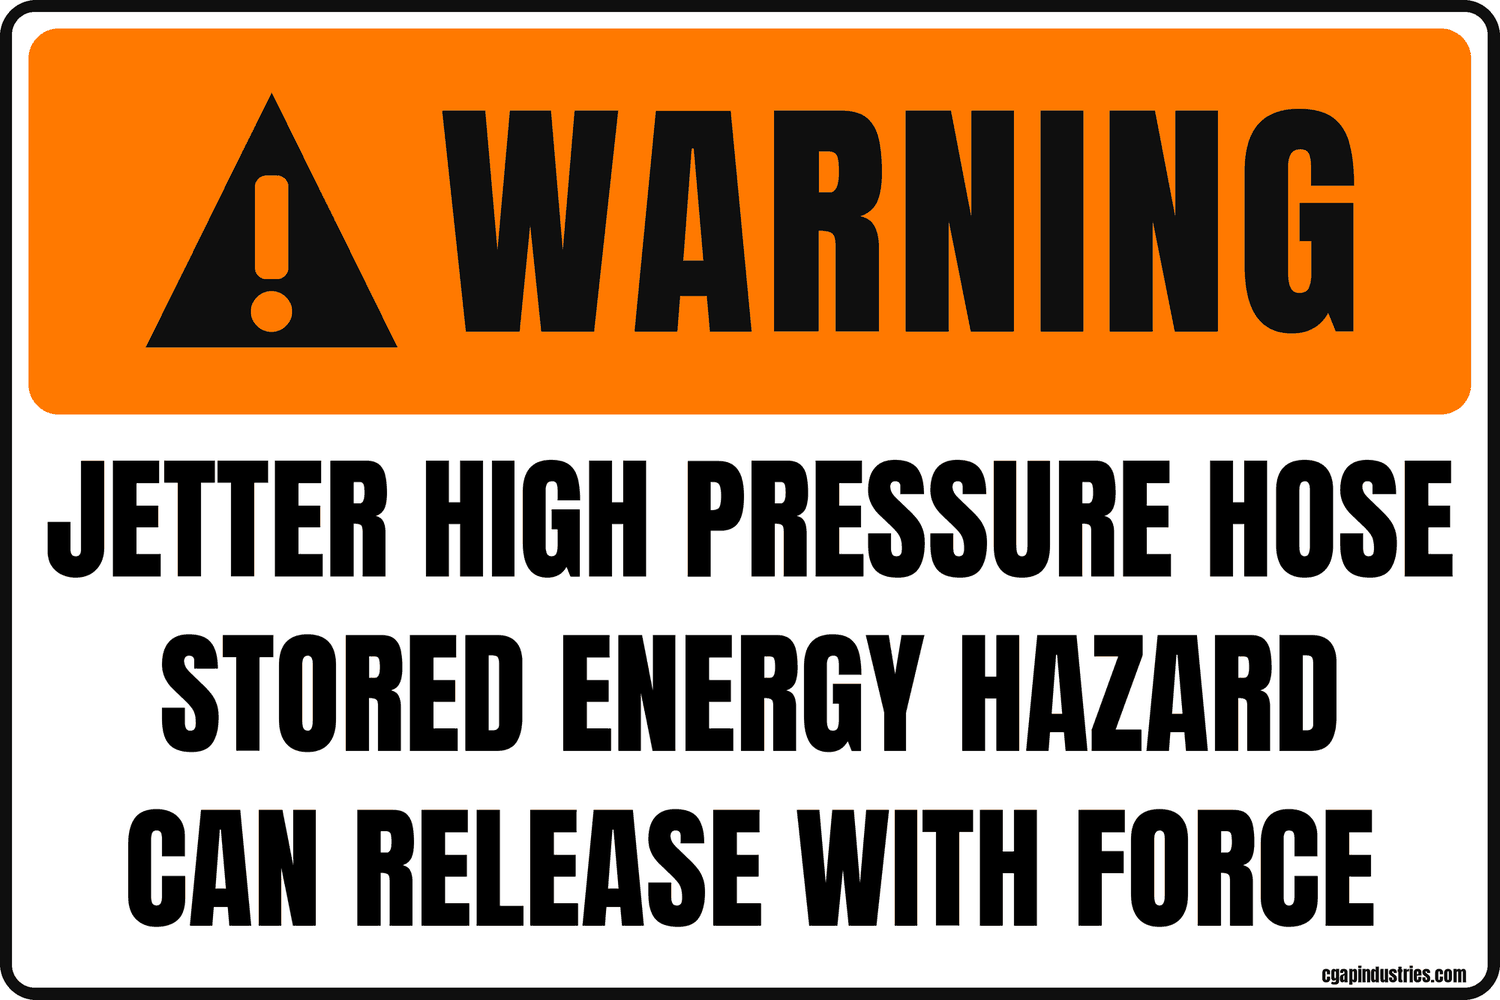 WARNING
JETTER HIGH PRESSURE HOSE
STORED ENERGY HAZARD
CAN RELEASE WITH FORCE
cgapindustries.com